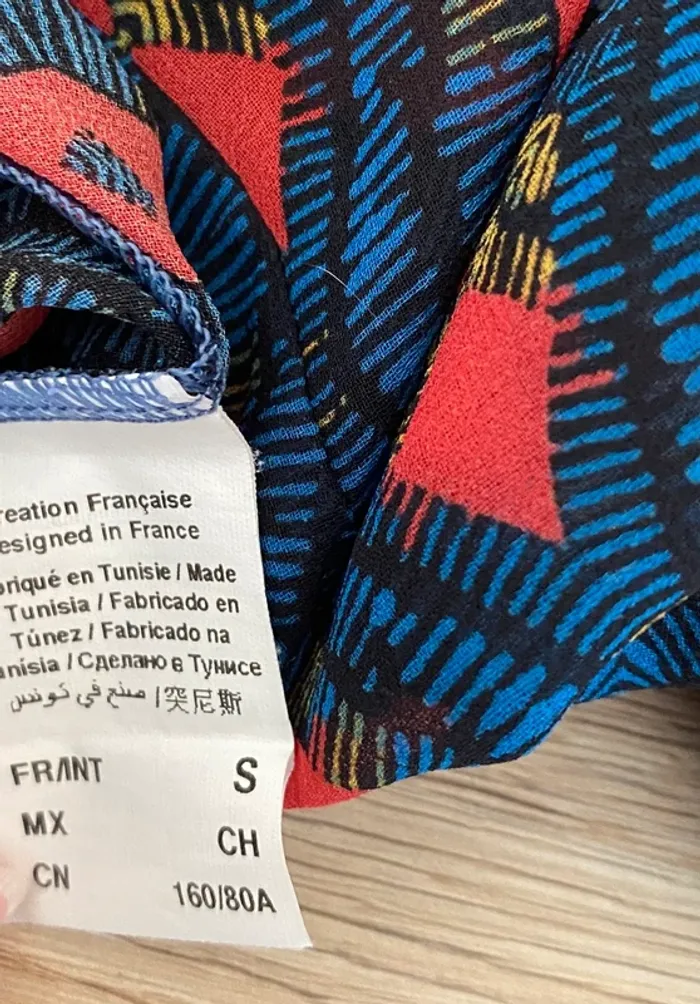 reation Française
esigned in France
briqué en Tunisie / Made
Tunisia / Fabricado en
Túnez / Fabricado na
nísia / Сделано в Тунисе
صنع في تونس / 突尼斯
FR/INT S
MX CH
CN 160/80A